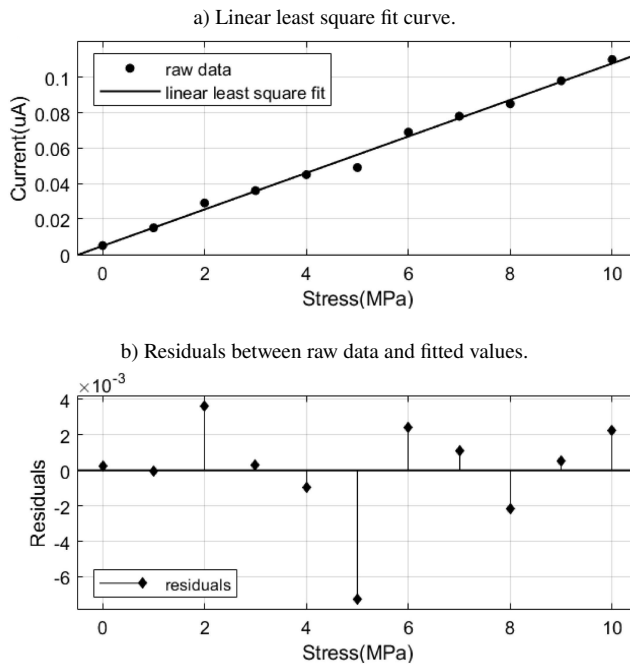 a) Linear least square fit curve.
raw data
linear least square fit
Current(uA)
0.1
0.08
0.06
0.04
0.02
0
0 2 4 6 8 10
Stress(MPa)
b) Residuals between raw data and fitted values.
×10⁻³
Residuals
4
2
0
-2
-4
-6
residuals
0 2 4 6 8 10
Stress(MPa)